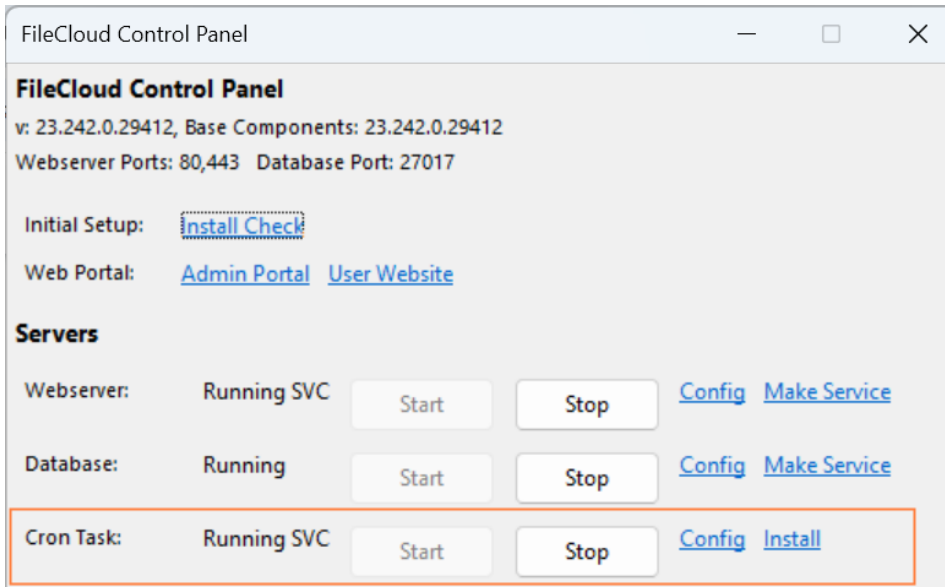 FileCloud Control Panel
FileCloud Control Panel
v: 23.242.0.29412, Base Components: 23.242.0.29412
Webserver Ports: 80,443 Database Port: 27017
Initial Setup: Install Check
Web Portal: Admin Portal User Website
Servers
Webserver: Running SVC Start Stop Config Make Service
Database: Running Start Stop Config Make Service
Cron Task: Running SVC Start Stop Config Install